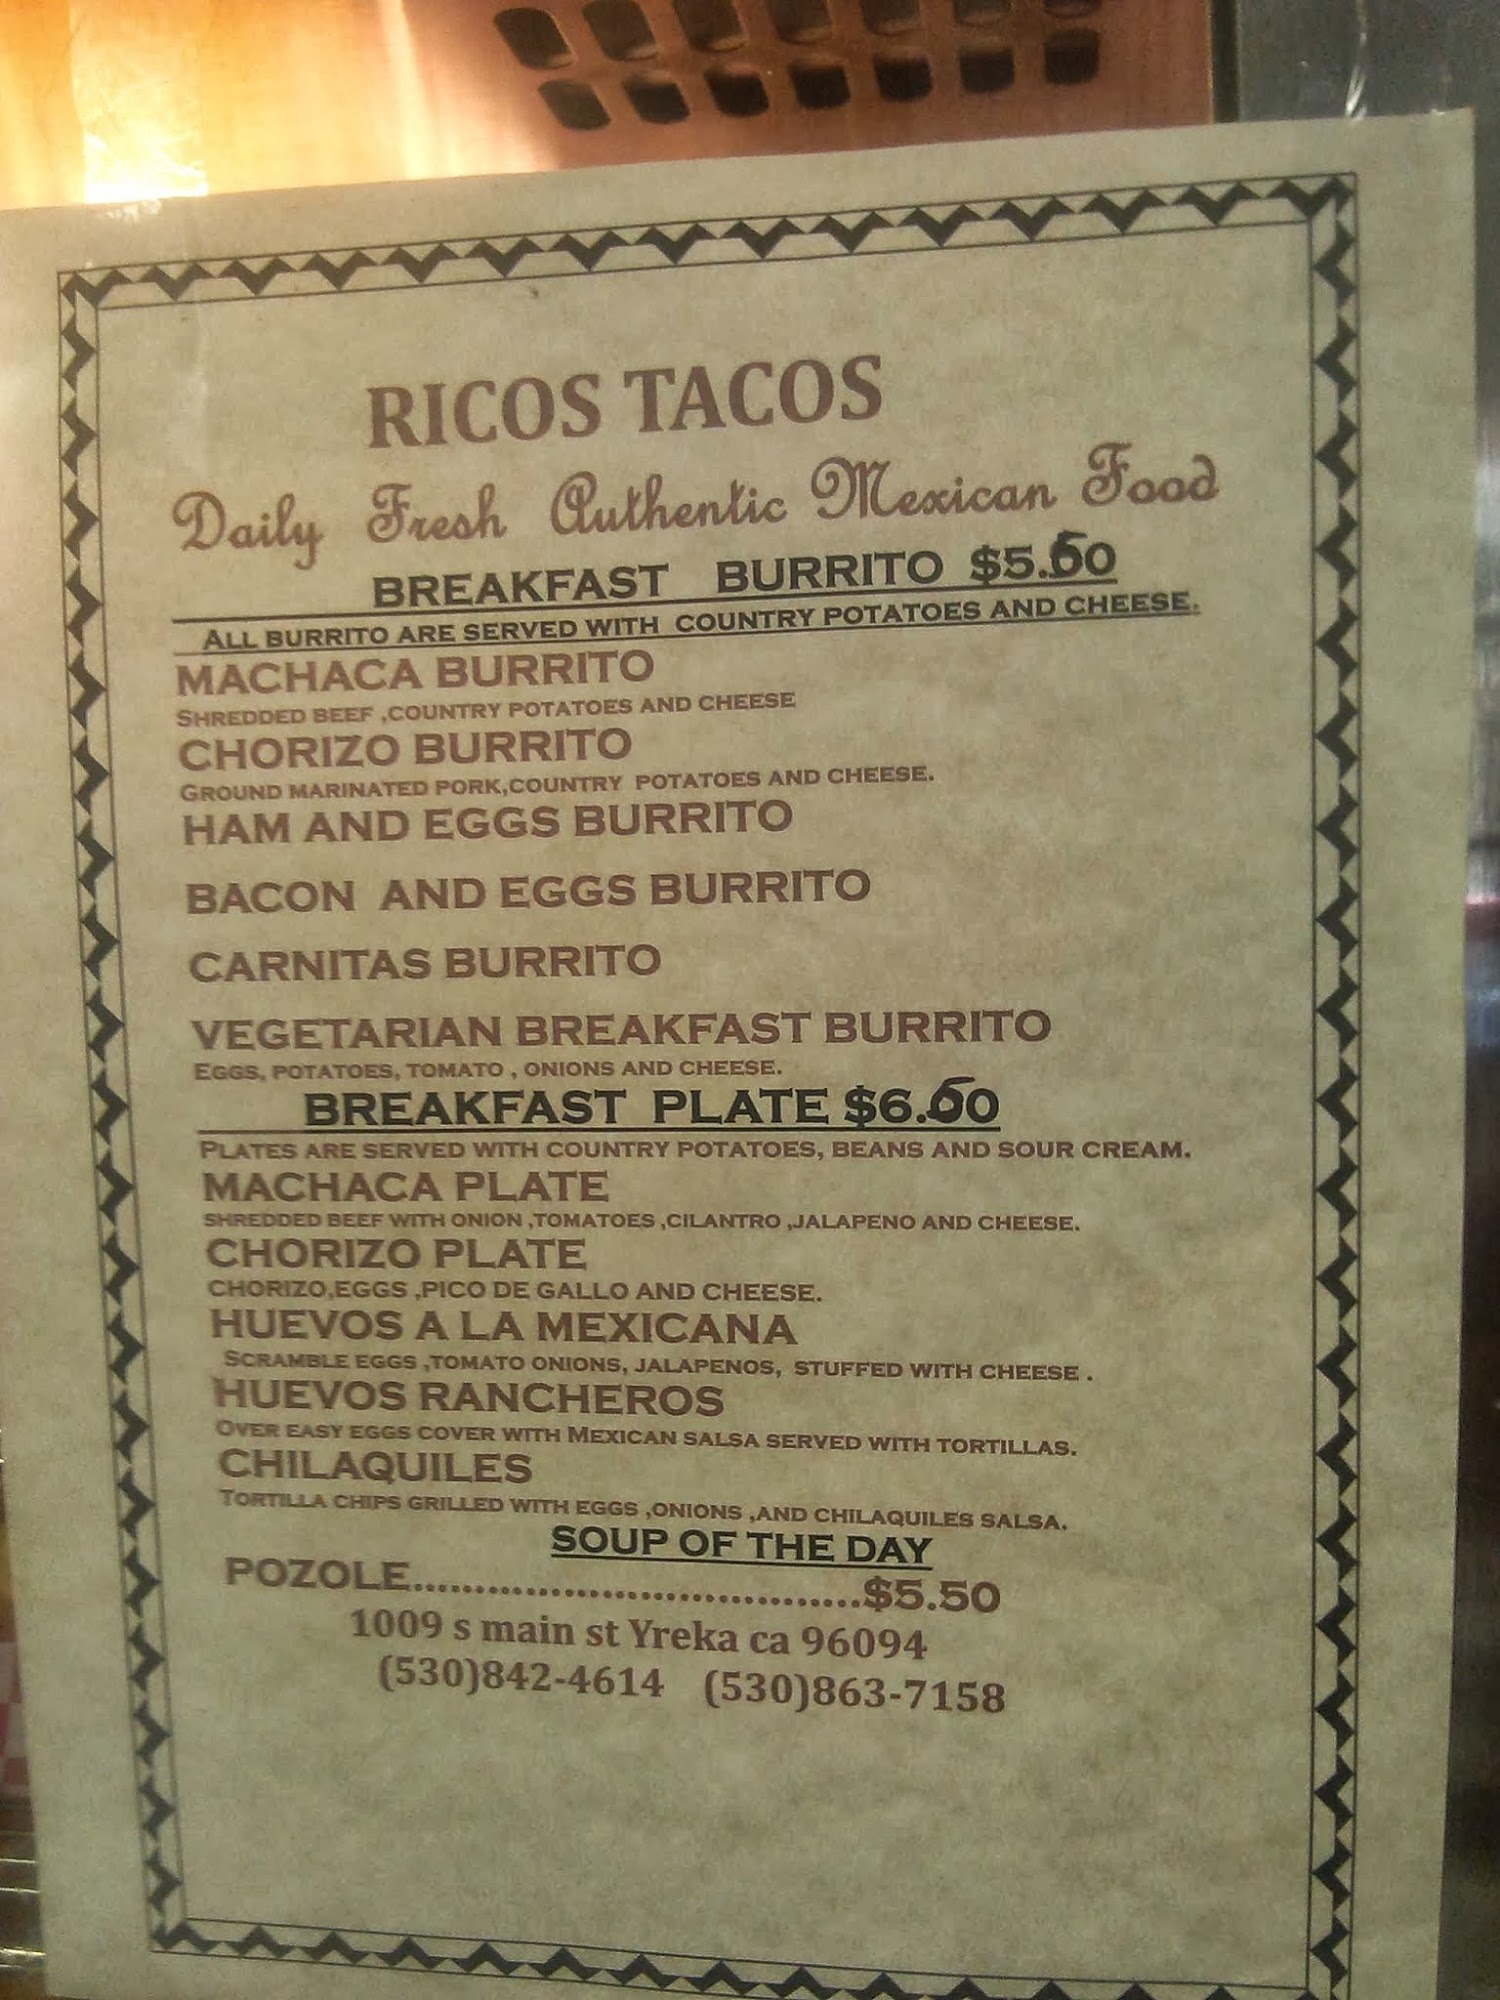 RICOS TACOS
Daily Fresh Authentic Mexican Food
BREAKFAST BURRITO $5.50
ALL BURRITO ARE SERVED WITH COUNTRY POTATOES AND CHEESE.
MACHACA BURRITO
SHREDDED BEEF ,COUNTRY POTATOES AND CHEESE
CHORIZO BURRITO
GROUND MARINATED PORK,COUNTRY POTATOES AND CHEESE.
HAM AND EGGS BURRITO
BACON AND EGGS BURRITO
CARNITAS BURRITO
VEGETARIAN BREAKFAST BURRITO
EGGS, POTATOES, TOMATO , ONIONS AND CHEESE.
BREAKFAST PLATE $6.50
PLATES ARE SERVED WITH COUNTRY POTATOES, BEANS AND SOUR CREAM.
MACHACA PLATE
SHREDDED BEEF WITH ONION ,TOMATOES ,CILANTRO ,JALAPENO AND CHEESE.
CHORIZO PLATE
CHORIZO,EGGS ,PICO DE GALLO AND CHEESE.
HUEVOS A LA MEXICANA
SCRAMBLE EGGS ,TOMATO ONIONS, JALAPENOS, STUFFED WITH CHEESE .
HUEVOS RANCHEROS
OVER EASY EGGS COVER WITH MEXICAN SALSA SERVED WITH TORTILLAS.
CHILAQUILES
TORTILLA CHIPS GRILLED WITH EGGS ,ONIONS ,AND CHILAQUILES SALSA.
SOUP OF THE DAY
POZOLE....................................$5.50
1009 s main st Yreka ca 96094
(530)842-4614 (530)863-7158